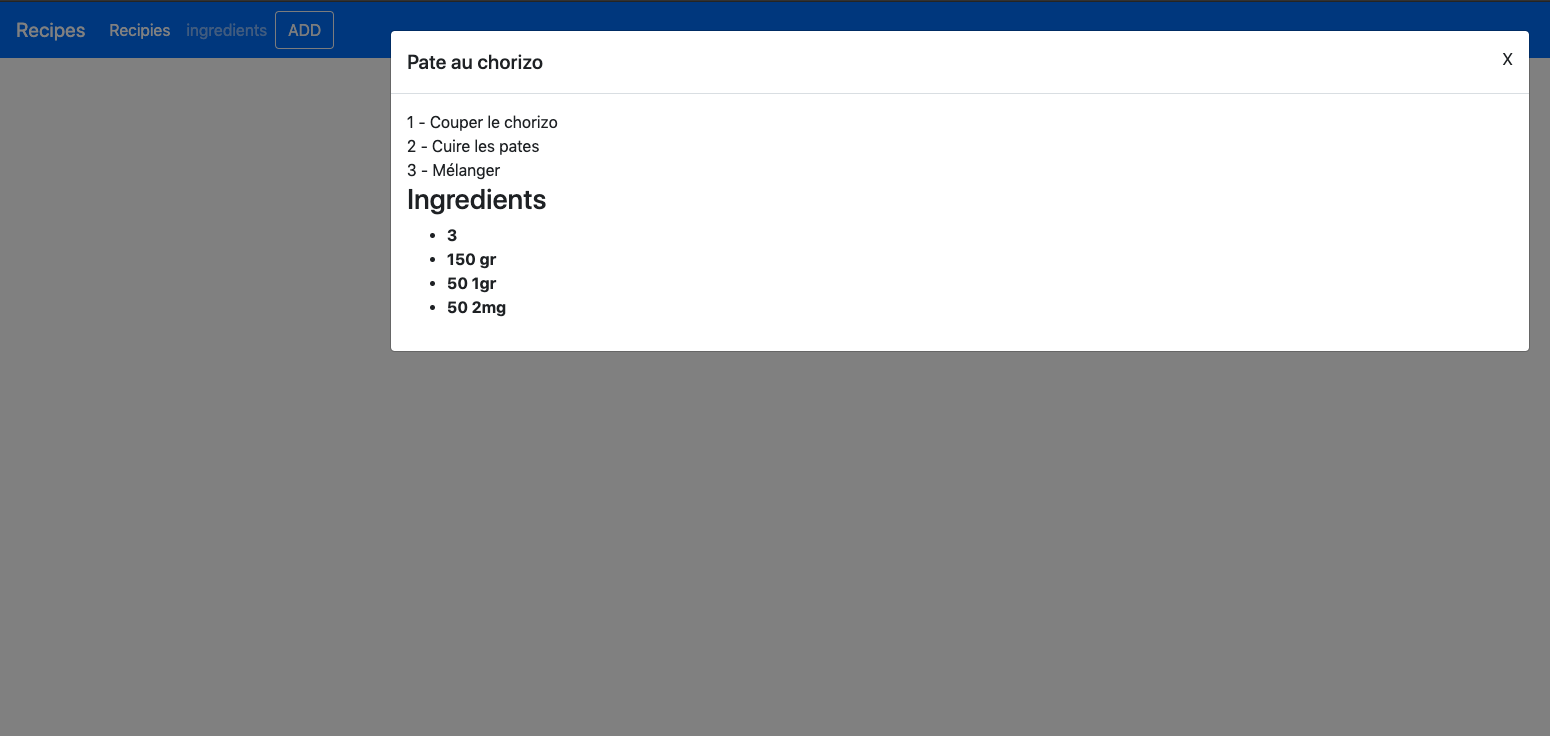 Recipes Recipies ingredients ADD
Pate au chorizo X
1 - Couper le chorizo
2 - Cuire les pates
3 - Mélanger
Ingredients
• 3
• 150 gr
• 50 1gr
• 50 2mg